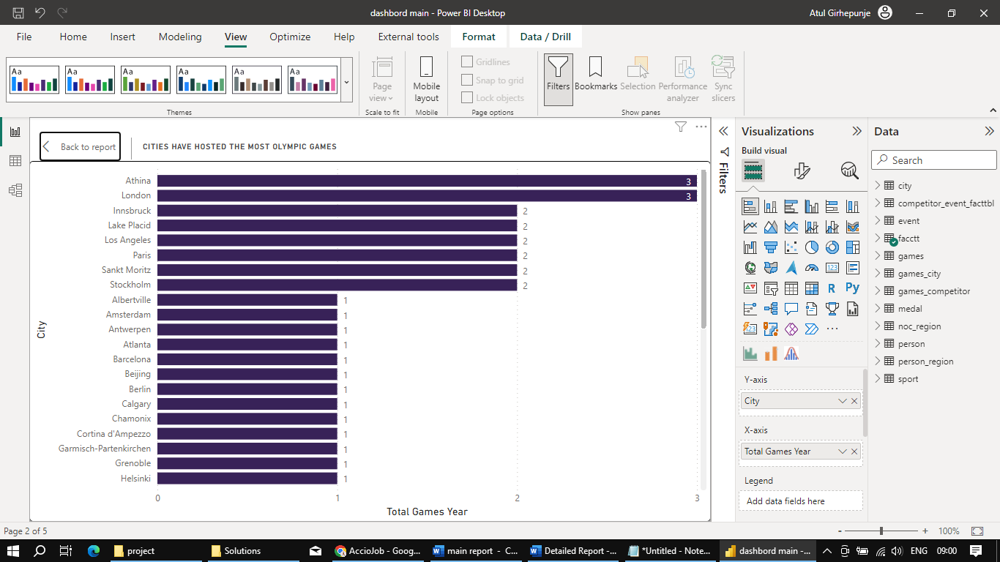 dashbord main - Power BI Desktop
Atul Girhepunje
File Home Insert Modeling View Optimize Help External tools Format Data / Drill
Aa Aa Aa Aa Aa Aa
Page view
Mobile layout
Gridlines
Snap to grid
Lock objects
Filters
Bookmarks
Selection
Performance analyzer
Sync slicers
Themes
Scale to fit
Mobile
Page options
Show panes
Back to report
CITIES HAVE HOSTED THE MOST OLYMPIC GAMES
City
Athina 3
London 3
Innsbruck 2
Lake Placid 2
Los Angeles 2
Paris 2
Sankt Moritz 2
Stockholm 2
Albertville 1
Amsterdam 1
Antwerpen 1
Atlanta 1
Barcelona 1
Beijing 1
Berlin 1
Calgary 1
Chamonix 1
Cortina d'Ampezzo 1
Garmisch-Partenkirchen 1
Grenoble 1
Helsinki 1
0 1 2 3
Total Games Year
Filters
Visualizations
Build visual
123
R Py
123
Y-axis
City
X-axis
Total Games Year
Legend
Add data fields here
Data
Search
city
competitor_event_facttbl
event
facctt
games
games_city
games_competitor
medal
noc_region
person
person_region
sport
Page 2 of 5
- + 100%
project
Solutions
AccioJob - Goog...
main report - C...
Detailed Report -...
*Untitled - Note...
dashbord main -...
ENG 09:00